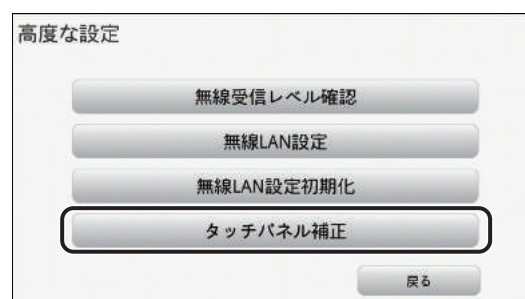 高度な設定
無線受信レベル確認
無線LAN設定
無線LAN設定初期化
タッチパネル補正
戻る